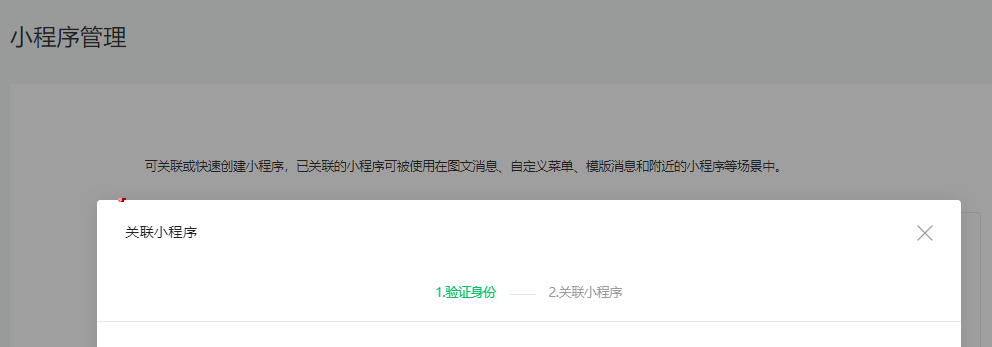 小程序管理
可关联或快速创建小程序，已关联的小程序可被使用在图文消息、自定义菜单、模版消息和附近的小程序等场景中。
关联小程序
1.验证身份 2.关联小程序